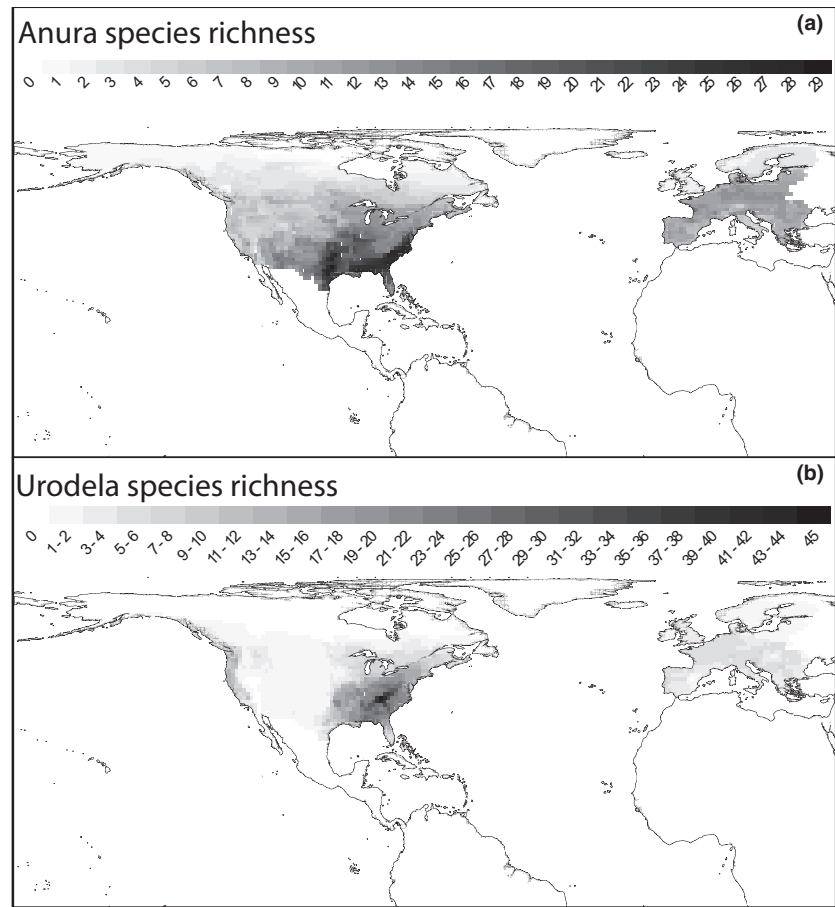 Anura species richness
(a)
0 1 2 3 4 5 6 7 8 9 10 11 12 13 14 15 16 17 18 19 20 21 22 23 24 25 26 27 28 29
Urodela species richness
(b)
0 1-2 3-4 5-6 7-8 9-10 11-12 13-14 15-16 17-18 19-20 21-22 23-24 25-26 27-28 29-30 31-32 33-34 35-36 37-38 39-40 41-42 43-44 45